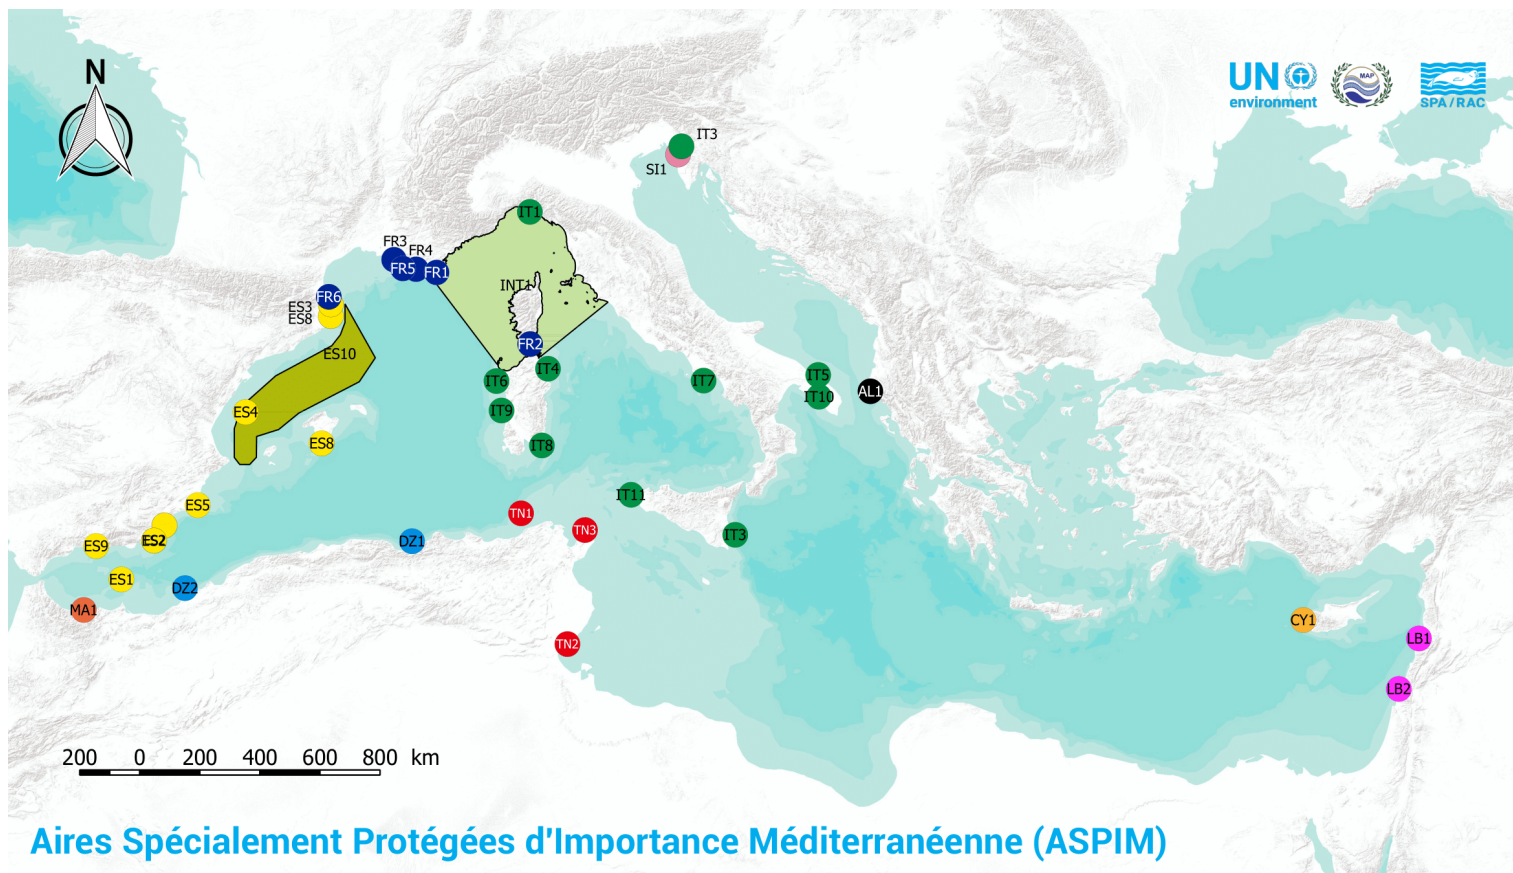 N
UN
environment
MAP
SPA/RAC
IT3
SI1
IT1
FR3
FR4
FR5
FR1
INT1
FR6
ES3
ES8
ES10
FR2
IT4
IT6
IT7
IT5
IT10
AL1
IT9
ES4
ES8
IT8
ES5
IT11
TN1
TN3
IT3
ES2
ES9
DZ1
ES1
DZ2
MA1
CY1
LB1
TN2
LB2
200 0 200 400 600 800 km
Aires Spécialement Protégées d'Importance Méditerranéenne (ASPIM)